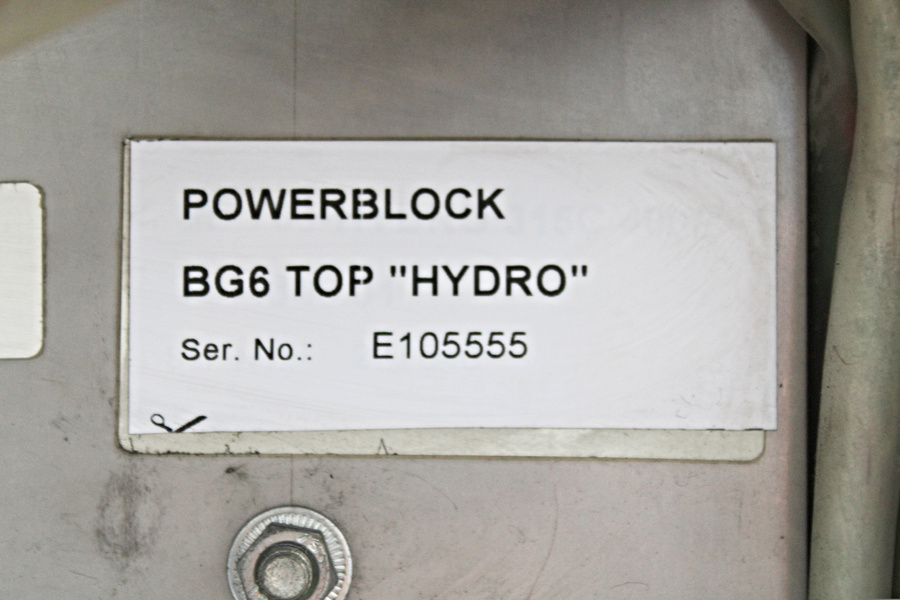 POWERBLOCK
BG6 TOP "HYDRO"
Ser. No.: E105555